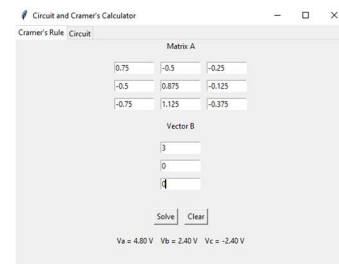 Circuit and Cramer's Calculator
Cramer's Rule Circuit
Matrix A
0.75 -0.5 -0.25
-0.5 0.875 -0.125
-0.75 1.125 -0.375
Vector B
3
0
0
Solve Clear
Va = 4.80 V Vb = 2.40 V Vc = -2.40 V